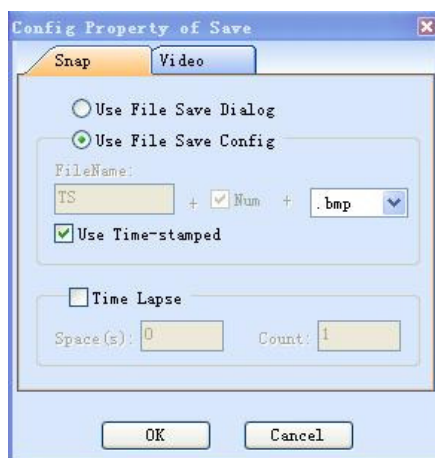 Config Property of Save
Snap Video
Use File Save Dialog
Use File Save Config
FileName:
TS + Num + .bmp
Use Time-stamped
Time Lapse
Space(s): 0 Count: 1
OK Cancel